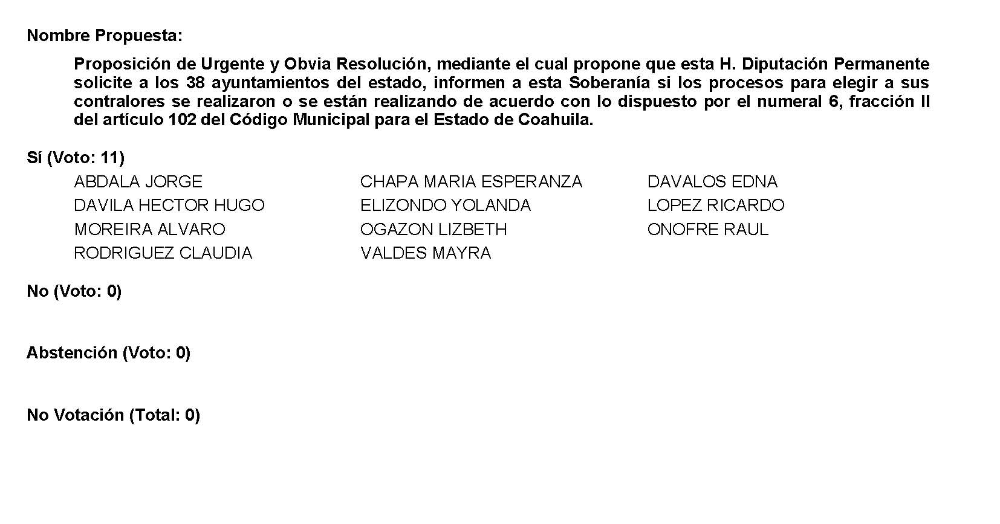 Nombre Propuesta:
Proposición de Urgente y Obvia Resolución, mediante el cual propone que esta H. Diputación Permanente
solicite a los 38 ayuntamientos del estado, informen a esta Soberanía si los procesos para elegir a sus
contralores se realizaron o se están realizando de acuerdo con lo dispuesto por el numeral 6, fracción II
del artículo 102 del Código Municipal para el Estado de Coahuila.
Sí (Voto: 11)
ABDALA JORGE CHAPA MARIA ESPERANZA DAVALOS EDNA
DAVILA HECTOR HUGO ELIZONDO YOLANDA LOPEZ RICARDO
MOREIRA ALVARO OGAZON LIZBETH ONOFRE RAUL
RODRIGUEZ CLAUDIA VALDES MAYRA
No (Voto: 0)
Abstención (Voto: 0)
No Votación (Total: 0)